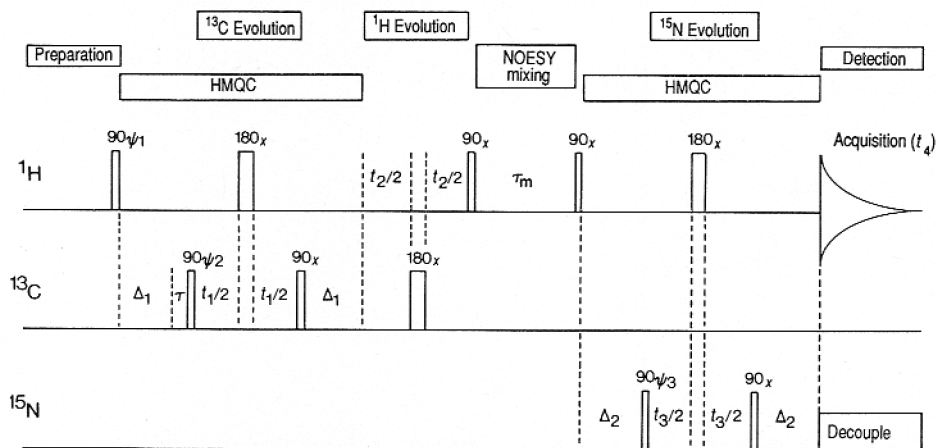 ¹³C Evolution
¹H Evolution
¹⁵N Evolution
Preparation
NOESY
mixing
Detection
HMQC
HMQC
90ψ1
180x
90x
90x
180x
Acquisition (t₄)
¹H
t₂/2
t₂/2
τm
90ψ2
90x
180x
¹³C
Δ₁
τ
t₁/2
t₁/2
Δ₁
90ψ3
90x
¹⁵N
Δ₂
t₃/2
t₃/2
Δ₂
Decouple